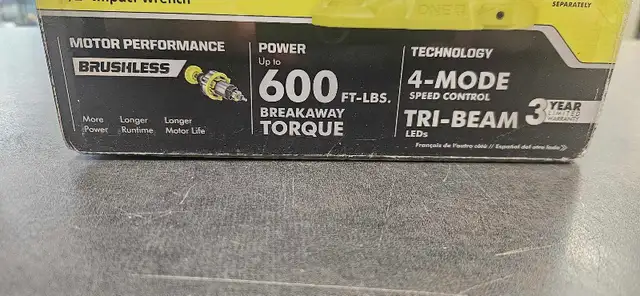 Impact Wrench
SEPARATELY
MOTOR PERFORMANCE
BRUSHLESS
More Power
Longer Runtime
Longer Motor Life
POWER
Up to
600 FT-LBS.
BREAKAWAY
TORQUE
TECHNOLOGY
4-MODE
SPEED CONTROL
TRI-BEAM
LEDs
3 YEAR
LIMITED
WARRANTY
Français de l'autre côté // Español del otro lado